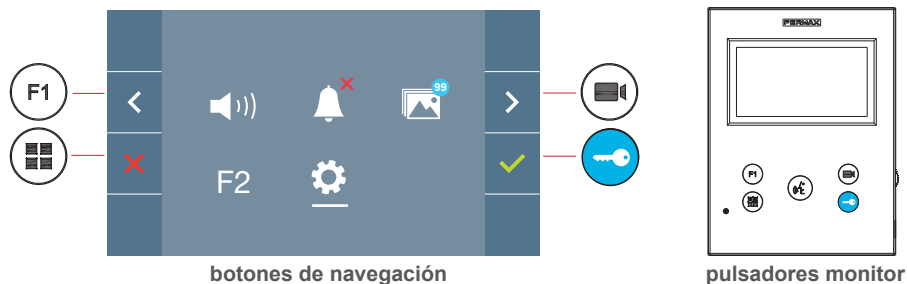 FERMAX
F1
99
F2
F1
botones de navegación
pulsadores monitor